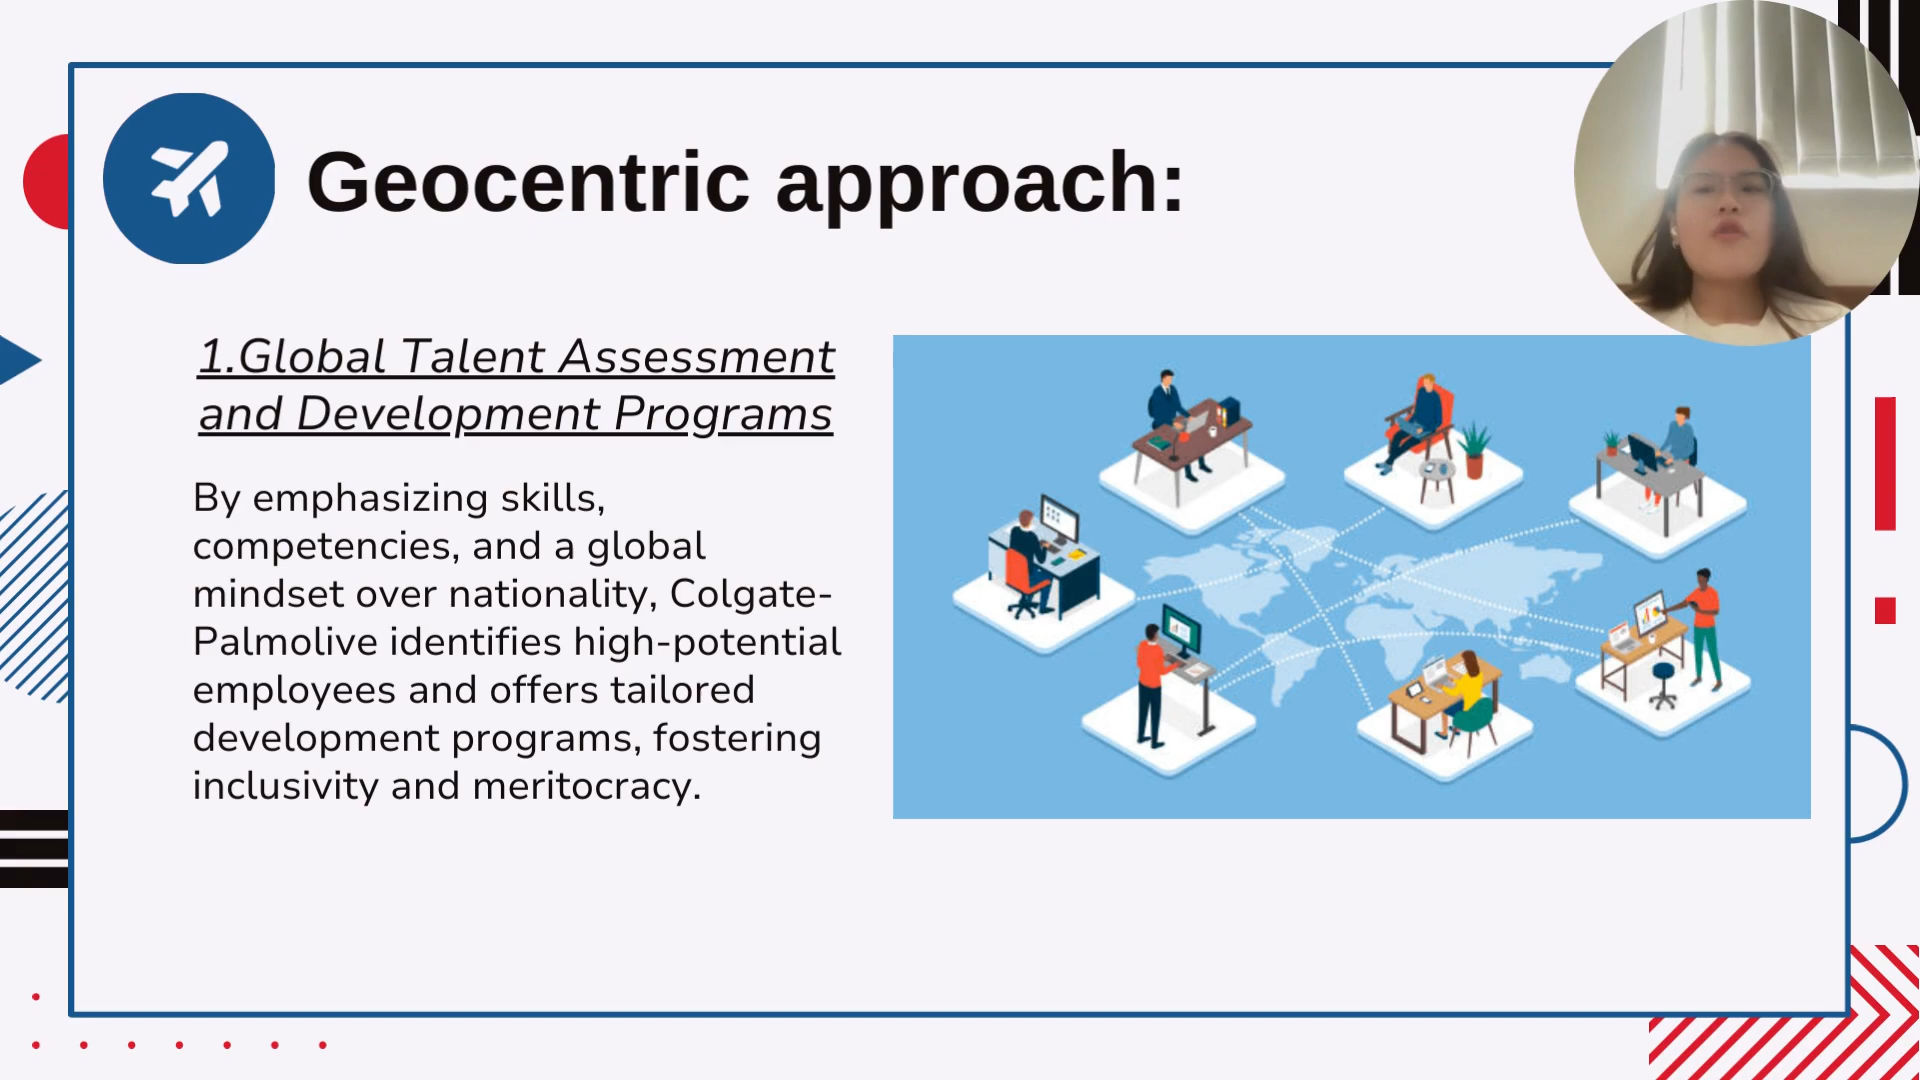 Geocentric approach:
1.Global Talent Assessment
and Development Programs
By emphasizing skills,
competencies, and a global
mindset over nationality, Colgate-
Palmolive identifies high-potential
employees and offers tailored
development programs, fostering
inclusivity and meritocracy.